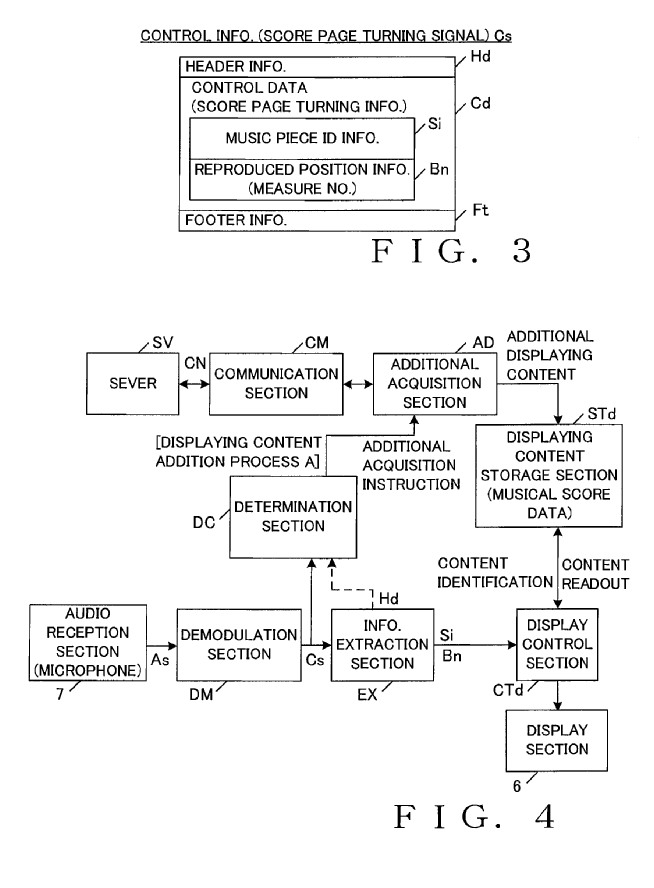 CONTROL INFO. (SCORE PAGE TURNING SIGNAL) Cs
Hd
HEADER INFO.
CONTROL DATA
(SCORE PAGE TURNING INFO.)
Cd
Si
MUSIC PIECE ID INFO.
REPRODUCED POSITION INFO.
(MEASURE NO.)
Bn
Ft
FOOTER INFO.
FIG. 3
SV
CM
AD
ADDITIONAL
DISPLAYING
CONTENT
SEVER
CN
COMMUNICATION
SECTION
ADDITIONAL
ACQUISITION
SECTION
STd
[DISPLAYING CONTENT
ADDITION PROCESS A]
ADDITIONAL
ACQUISITION
INSTRUCTION
DISPLAYING
CONTENT
STORAGE SECTION
(MUSICAL SCORE
DATA)
DC
DETERMINATION
SECTION
CONTENT
IDENTIFICATION
CONTENT
READOUT
Hd
AUDIO
RECEPTION
SECTION
(MICROPHONE)
7
As
DEMODULATION
SECTION
DM
Cs
INFO.
EXTRACTION
SECTION
EX
Si
Bn
DISPLAY
CONTROL
SECTION
CTd
DISPLAY
SECTION
6
FIG. 4